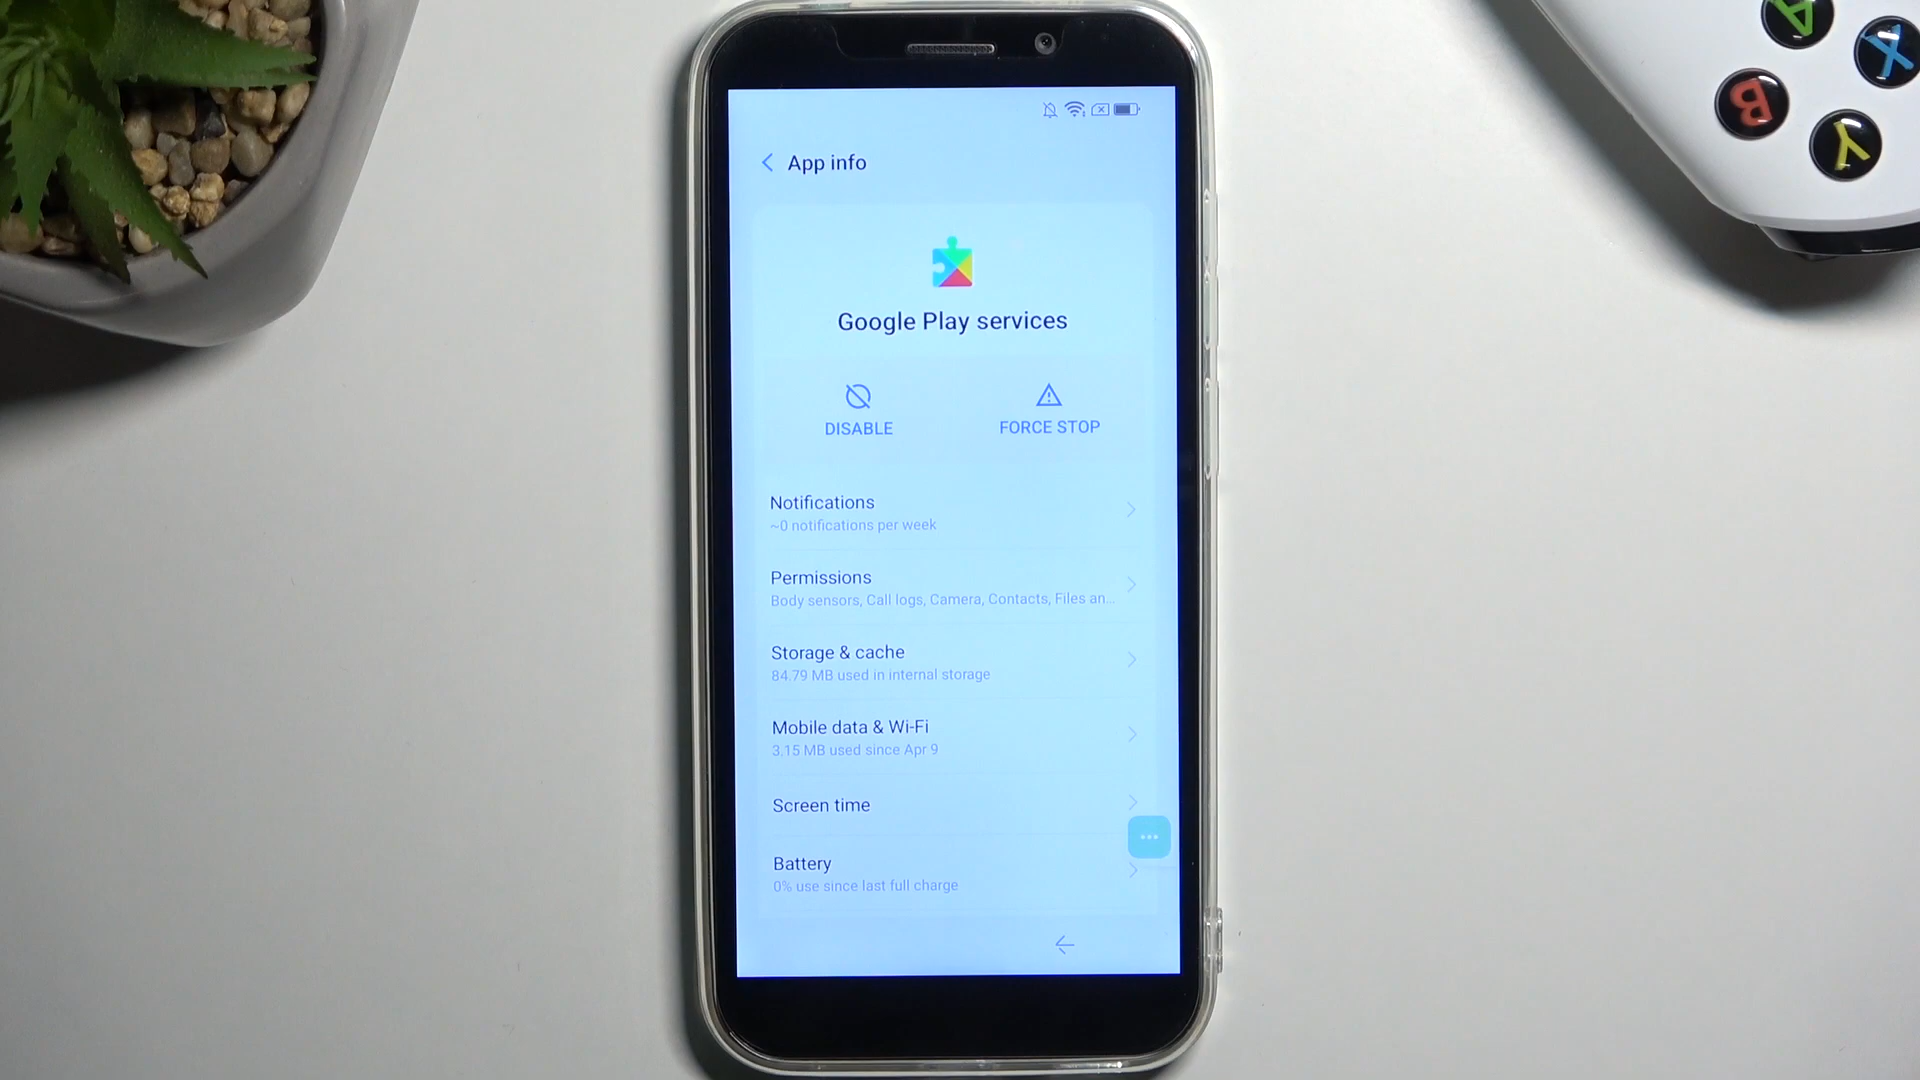 App info
Google Play services
DISABLE
FORCE STOP
Notifications
~0 notifications per week
Permissions
Body sensors, Call logs, Camera, Contacts, Files an...
Storage & cache
84.79 MB used in internal storage
Mobile data & Wi-Fi
3.15 MB used since Apr 9
Screen time
Battery
0% use since last full charge
A
X
B
Y